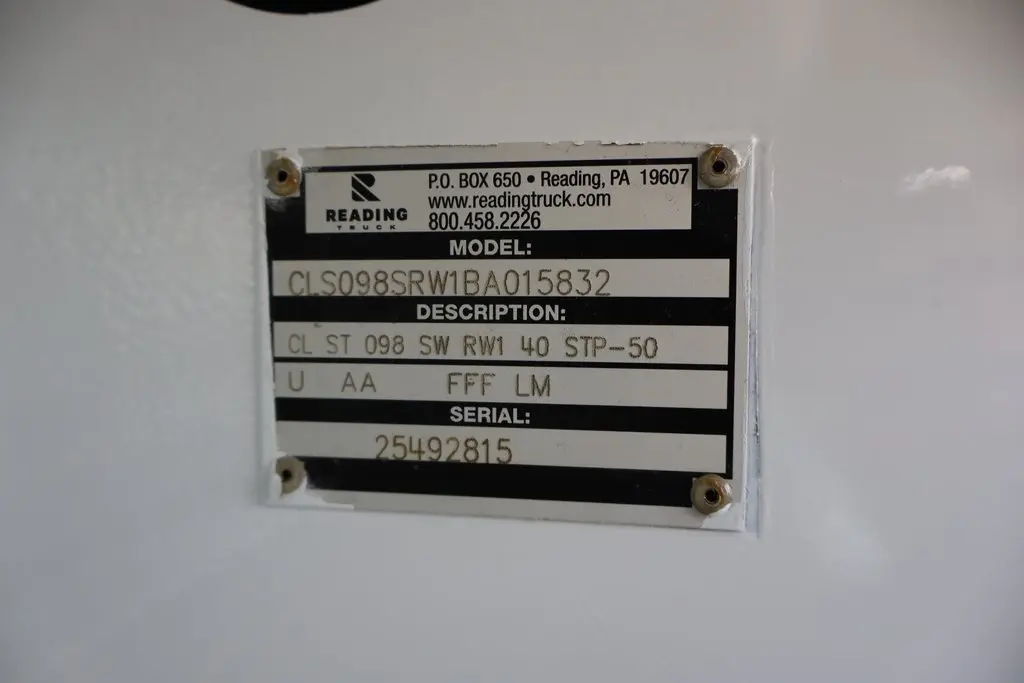 READING
TRUCK
P.O. BOX 650 • Reading, PA 19607
www.readingtruck.com
800.458.2226
MODEL:
CLS098SRW1BA015832
DESCRIPTION:
CL ST 098 SW RW1 40 STP-50
U AA FFF LM
SERIAL:
25492815